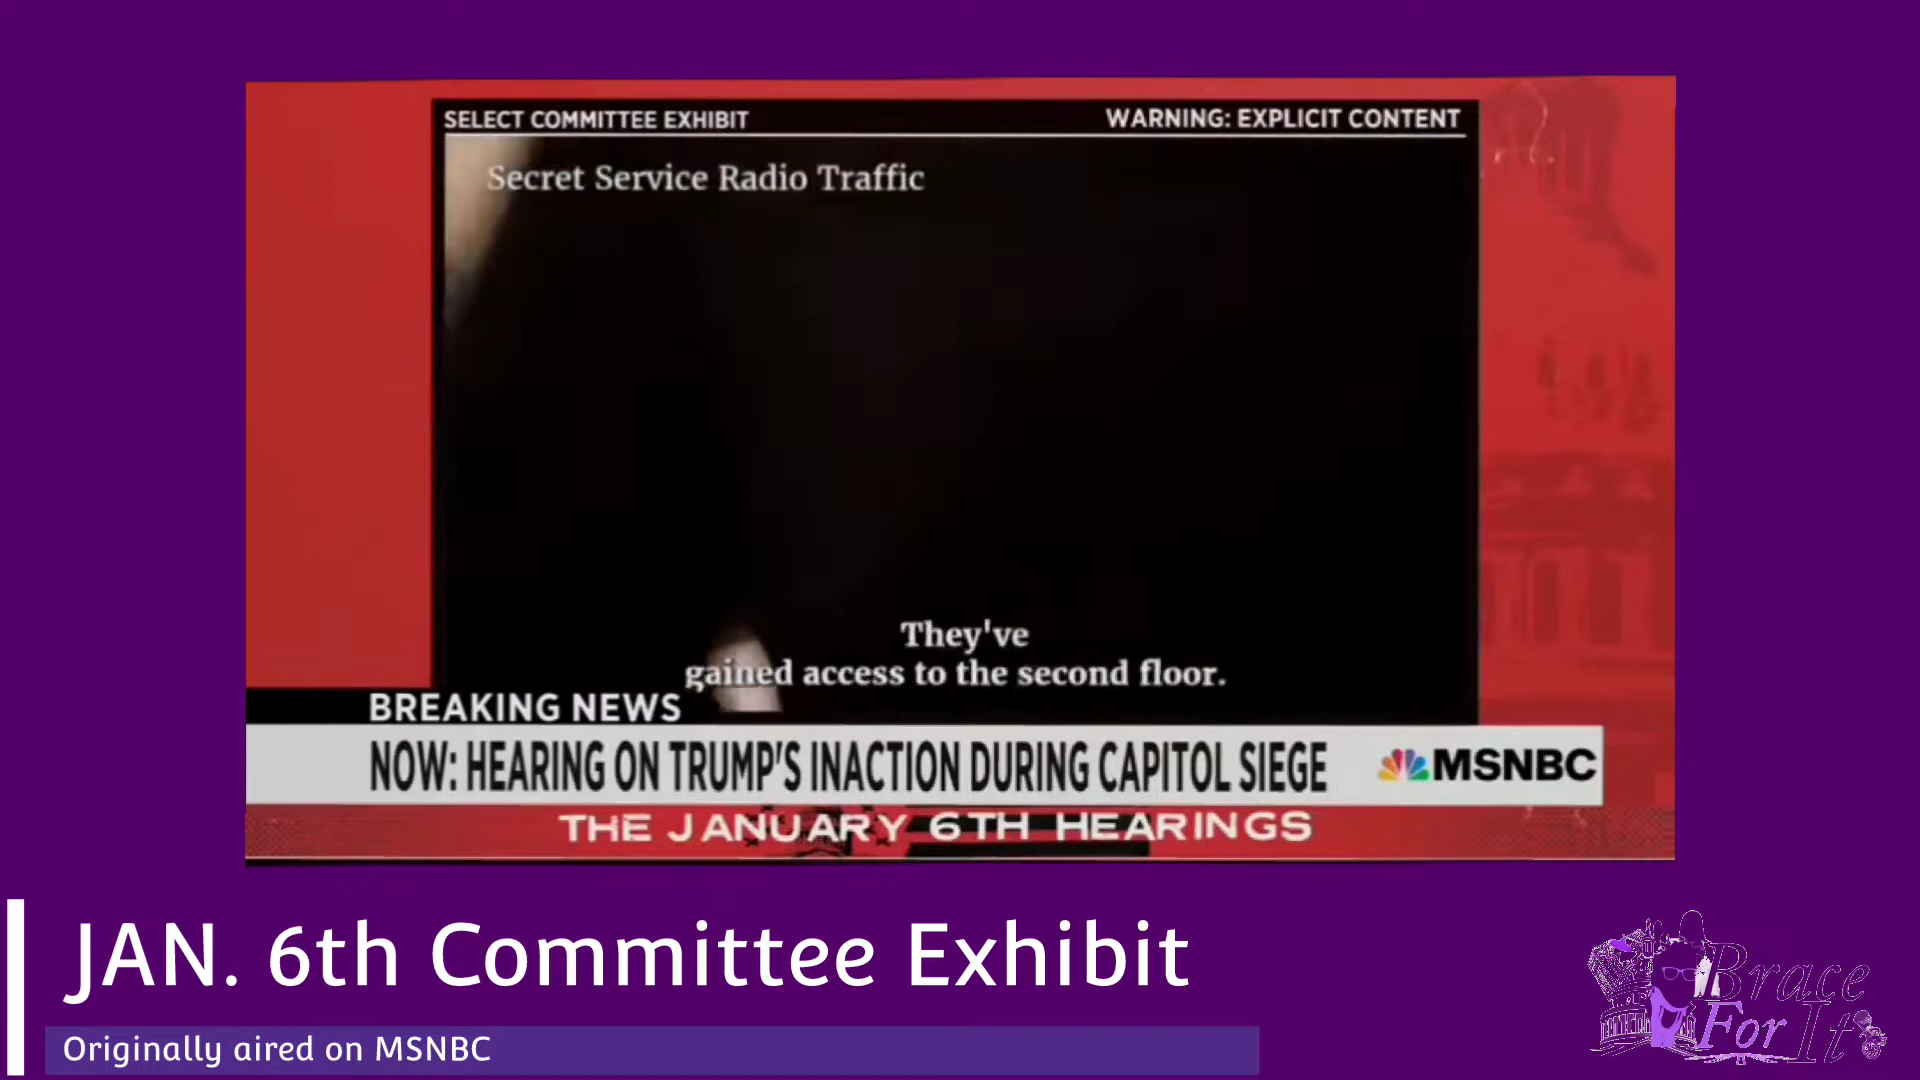 SELECT COMMITTEE EXHIBIT
WARNING: EXPLICIT CONTENT
Secret Service Radio Traffic
They've
gained access to the second floor.
BREAKING NEWS
NOW: HEARING ON TRUMP'S INACTION DURING CAPITOL SIEGE
MSNBC
THE JANUARY 6TH HEARINGS
JAN. 6th Committee Exhibit
Originally aired on MSNBC
Brace
For It